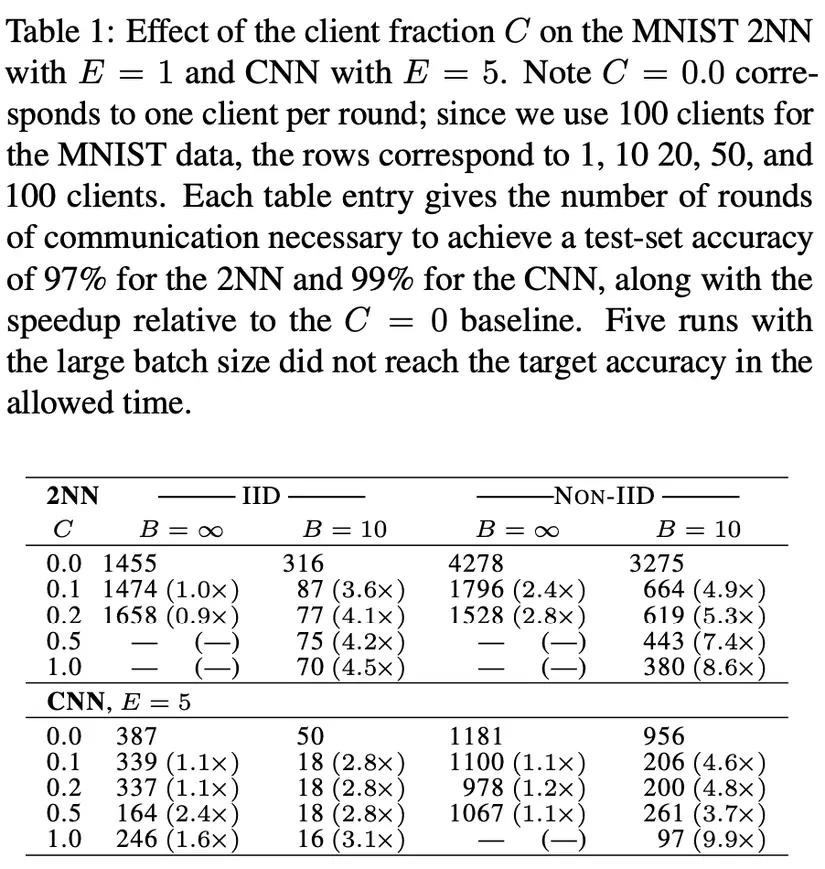 Table 1: Effect of the client fraction C on the MNIST 2NN
with E = 1 and CNN with E = 5. Note C = 0.0 corre-
sponds to one client per round; since we use 100 clients for
the MNIST data, the rows correspond to 1, 10 20, 50, and
100 clients. Each table entry gives the number of rounds
of communication necessary to achieve a test-set accuracy
of 97% for the 2NN and 99% for the CNN, along with the
speedup relative to the C = 0 baseline. Five runs with
the large batch size did not reach the target accuracy in the
allowed time.
2NN ——— IID ——— ———NON-IID ———
C B = ∞ B = 10 B = ∞ B = 10
0.0 1455 316 4278 3275
0.1 1474 (1.0×) 87 (3.6×) 1796 (2.4×) 664 (4.9×)
0.2 1658 (0.9×) 77 (4.1×) 1528 (2.8×) 619 (5.3×)
0.5 — (—) 75 (4.2×) — (—) 443 (7.4×)
1.0 — (—) 70 (4.5×) — (—) 380 (8.6×)
CNN, E = 5
0.0 387 50 1181 956
0.1 339 (1.1×) 18 (2.8×) 1100 (1.1×) 206 (4.6×)
0.2 337 (1.1×) 18 (2.8×) 978 (1.2×) 200 (4.8×)
0.5 164 (2.4×) 18 (2.8×) 1067 (1.1×) 261 (3.7×)
1.0 246 (1.6×) 16 (3.1×) — (—) 97 (9.9×)